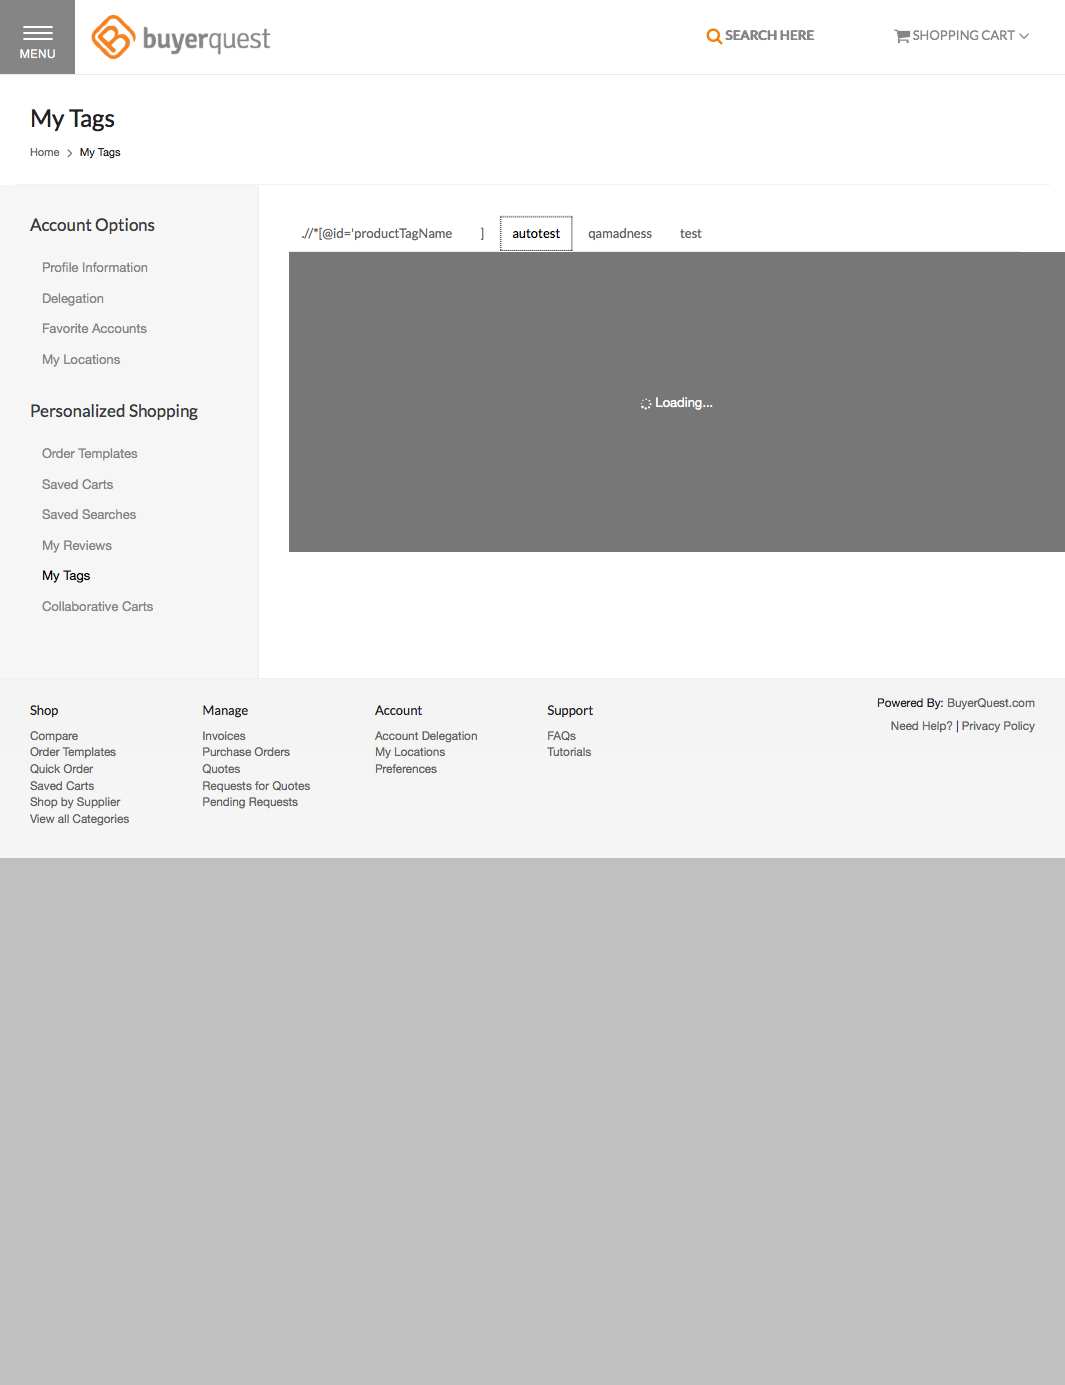 MENU
buyerquest
SEARCH HERE
SHOPPING CART
My Tags
Home > My Tags
Account Options
Profile Information
Delegation
Favorite Accounts
My Locations
Personalized Shopping
Order Templates
Saved Carts
Saved Searches
My Reviews
My Tags
Collaborative Carts
.//*[@id='productTagName ] autotest qamadness test
Loading...
Shop
Compare
Order Templates
Quick Order
Saved Carts
Shop by Supplier
View all Categories
Manage
Invoices
Purchase Orders
Quotes
Requests for Quotes
Pending Requests
Account
Account Delegation
My Locations
Preferences
Support
FAQs
Tutorials
Powered By: BuyerQuest.com
Need Help? | Privacy Policy